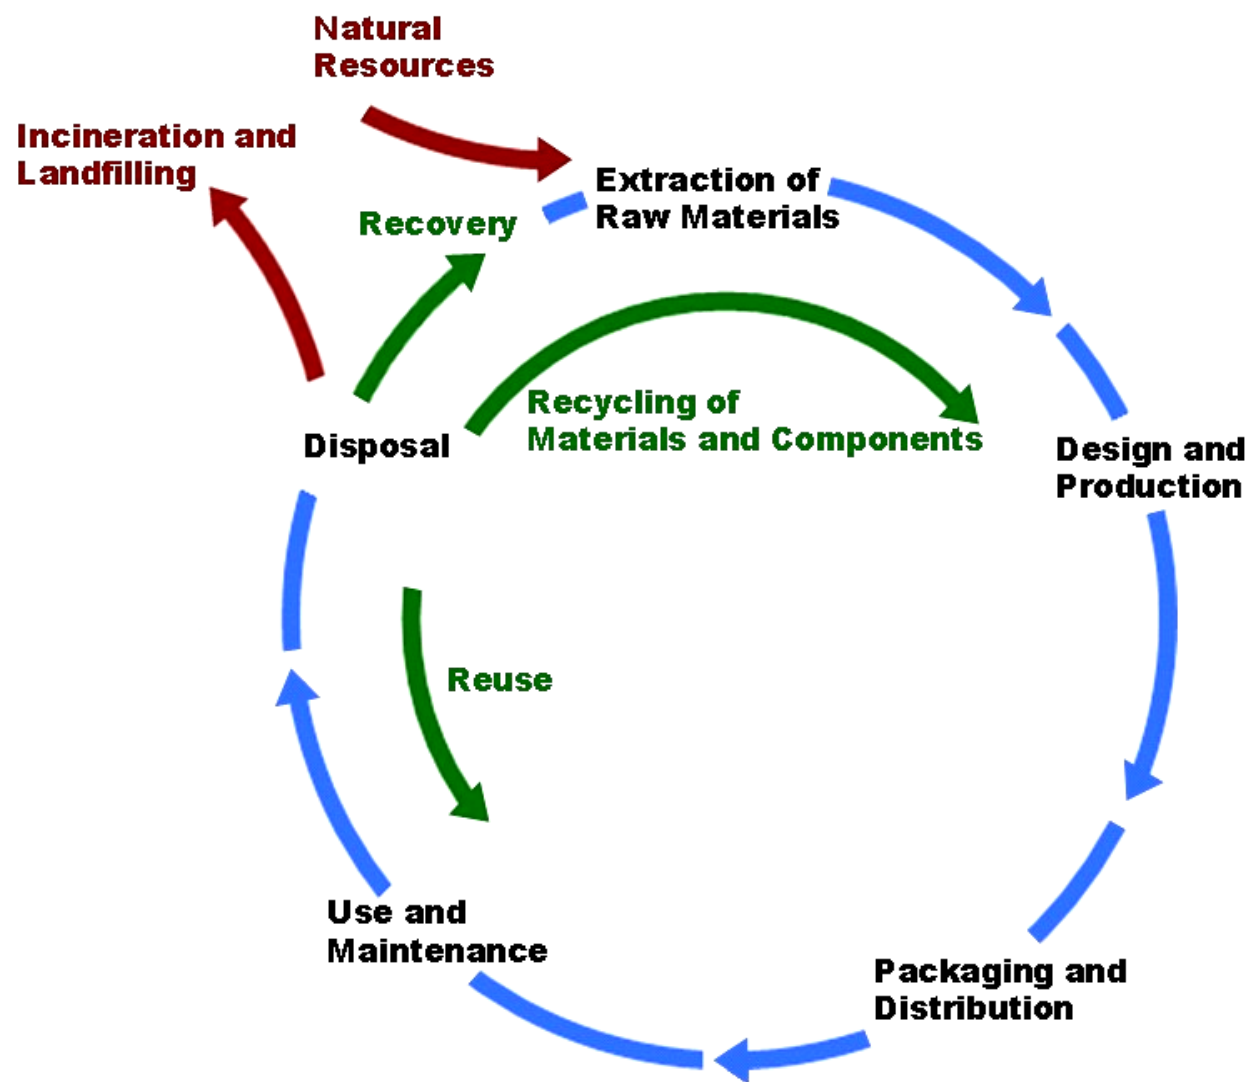 Natural
Resources
Incineration and
Landfilling
Extraction of
Raw Materials
Recovery
Recycling of
Materials and Components
Disposal
Design and
Production
Reuse
Use and
Maintenance
Packaging and
Distribution